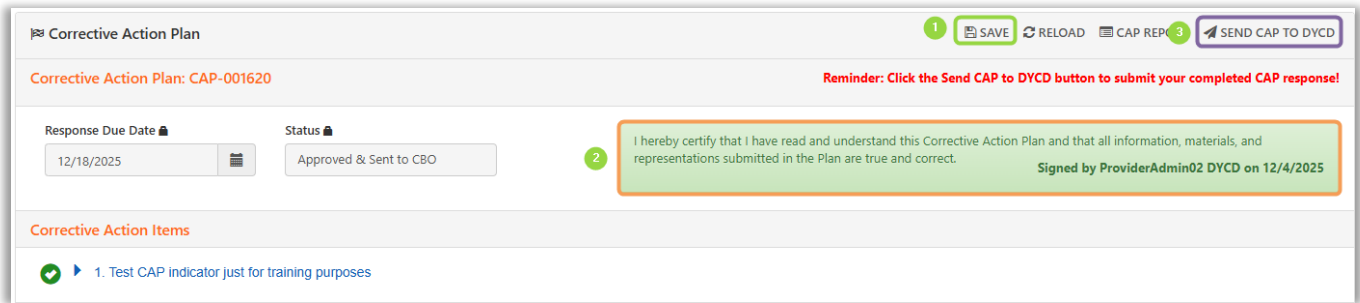 Corrective Action Plan
1
SAVE
RELOAD
CAP REPO
3
SEND CAP TO DYCD
Corrective Action Plan: CAP-001620
Reminder: Click the Send CAP to DYCD button to submit your completed CAP response!
Response Due Date
Status
12/18/2025
Approved & Sent to CBO
2
I hereby certify that I have read and understand this Corrective Action Plan and that all information, materials, and
representations submitted in the Plan are true and correct.
Signed by ProviderAdmin02 DYCD on 12/4/2025
Corrective Action Items
1. Test CAP indicator just for training purposes